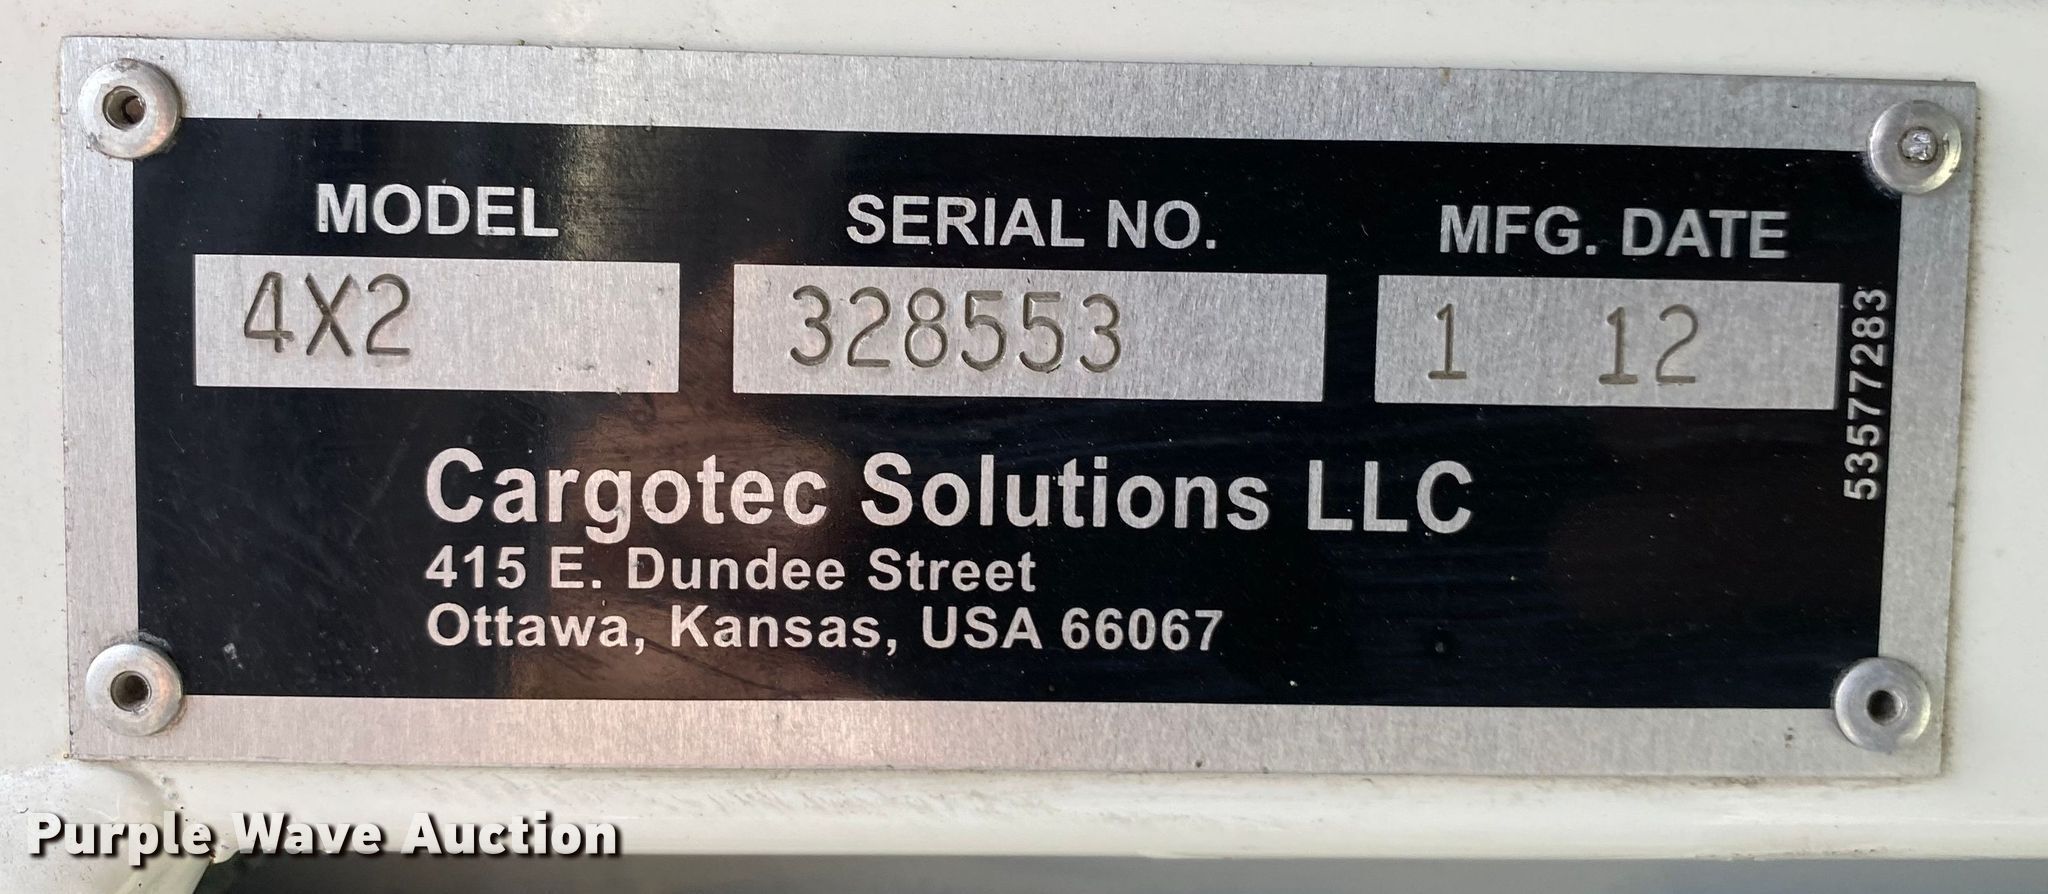 MODEL SERIAL NO. MFG. DATE
4X2 328553 1 12
5357283
Cargotec Solutions LLC
415 E. Dundee Street
Ottawa, Kansas, USA 66067
Purple Wave Auction